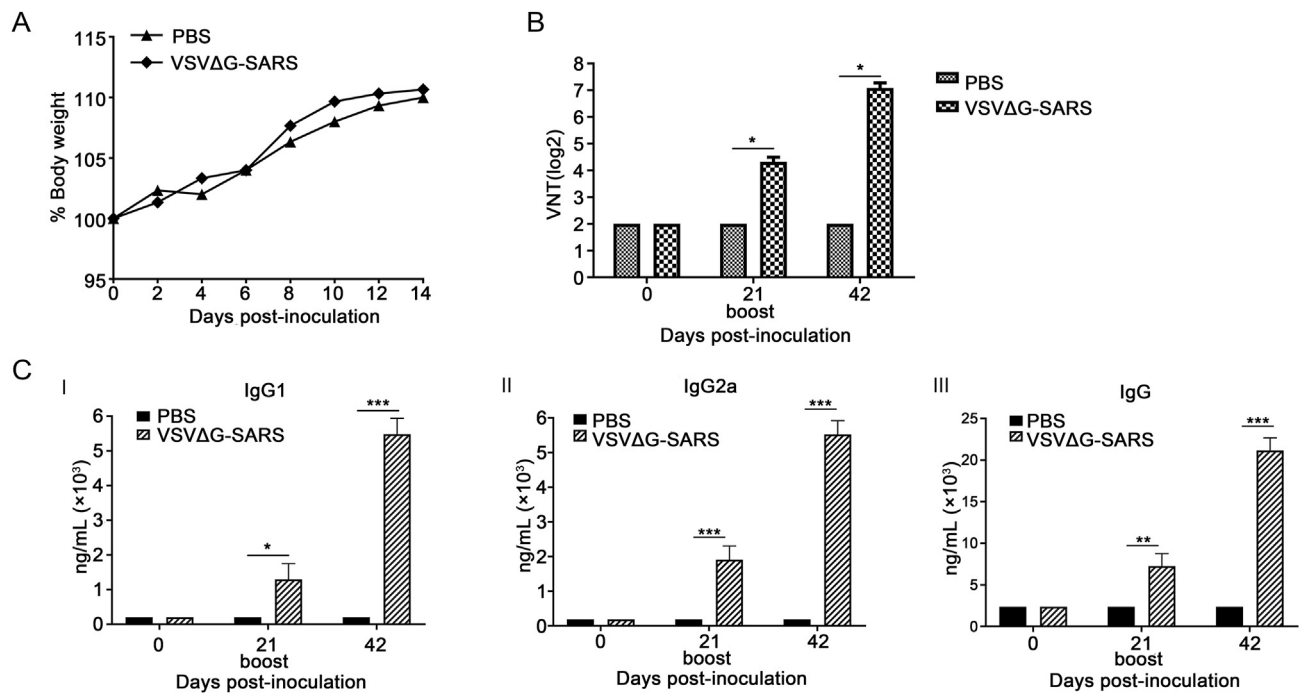 A
115
110
105
100
95
% Body weight
PBS
VSVΔG-SARS
0 2 4 6 8 10 12 14
Days post-inoculation
B
8
7
6
5
4
3
2
1
0
VNT(log2)
*
*
PBS
VSVΔG-SARS
0 21 42
boost
Days post-inoculation
C
I
IgG1
6
5
4
3
2
1
0
ng/mL (×10³)
PBS
VSVΔG-SARS
*
***
0 21 42
boost
Days post-inoculation
II
IgG2a
6
5
4
3
2
1
0
ng/mL (×10³)
PBS
VSVΔG-SARS
***
***
0 21 42
boost
Days post-inoculation
III
IgG
25
20
15
10
5
0
ng/mL (×10³)
PBS
VSVΔG-SARS
**
***
0 21 42
boost
Days post-inoculation